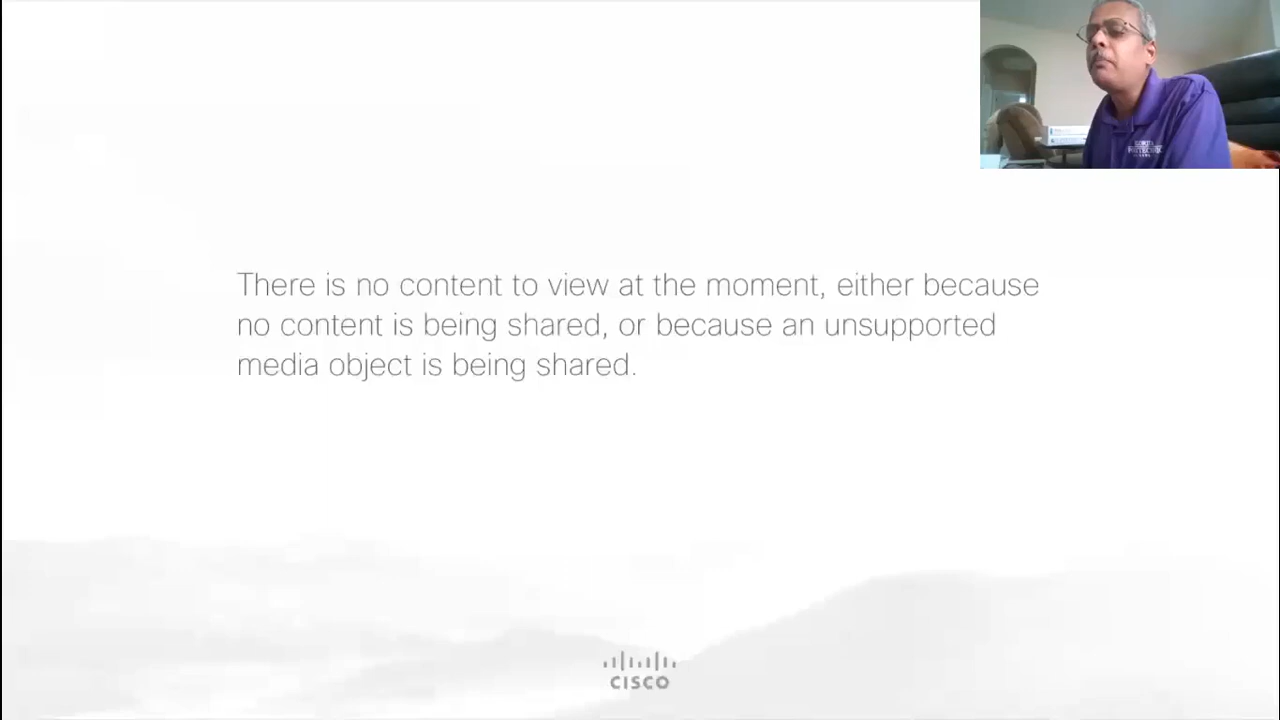 There is no content to view at the moment, either because
no content is being shared, or because an unsupported
media object is being shared.
CISCO